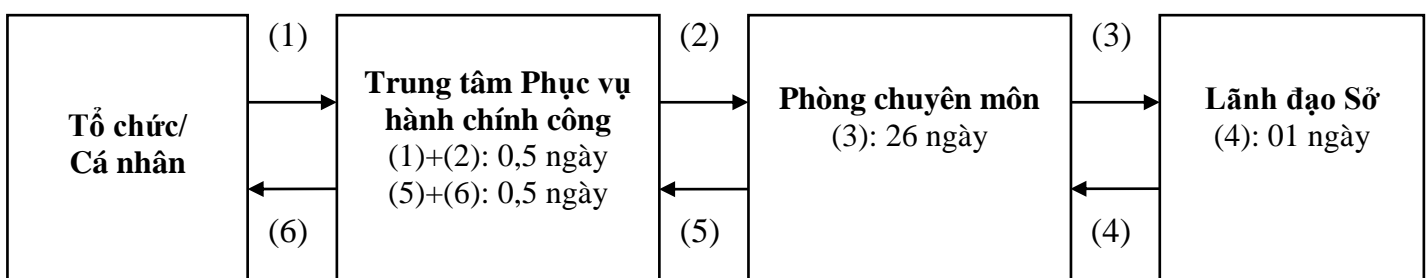 (1)
(2)
(3)
Tổ chức/
Cá nhân
Trung tâm Phục vụ
hành chính công
(1)+(2): 0,5 ngày
(5)+(6): 0,5 ngày
Phòng chuyên môn
(3): 26 ngày
Lãnh đạo Sở
(4): 01 ngày
(6)
(5)
(4)